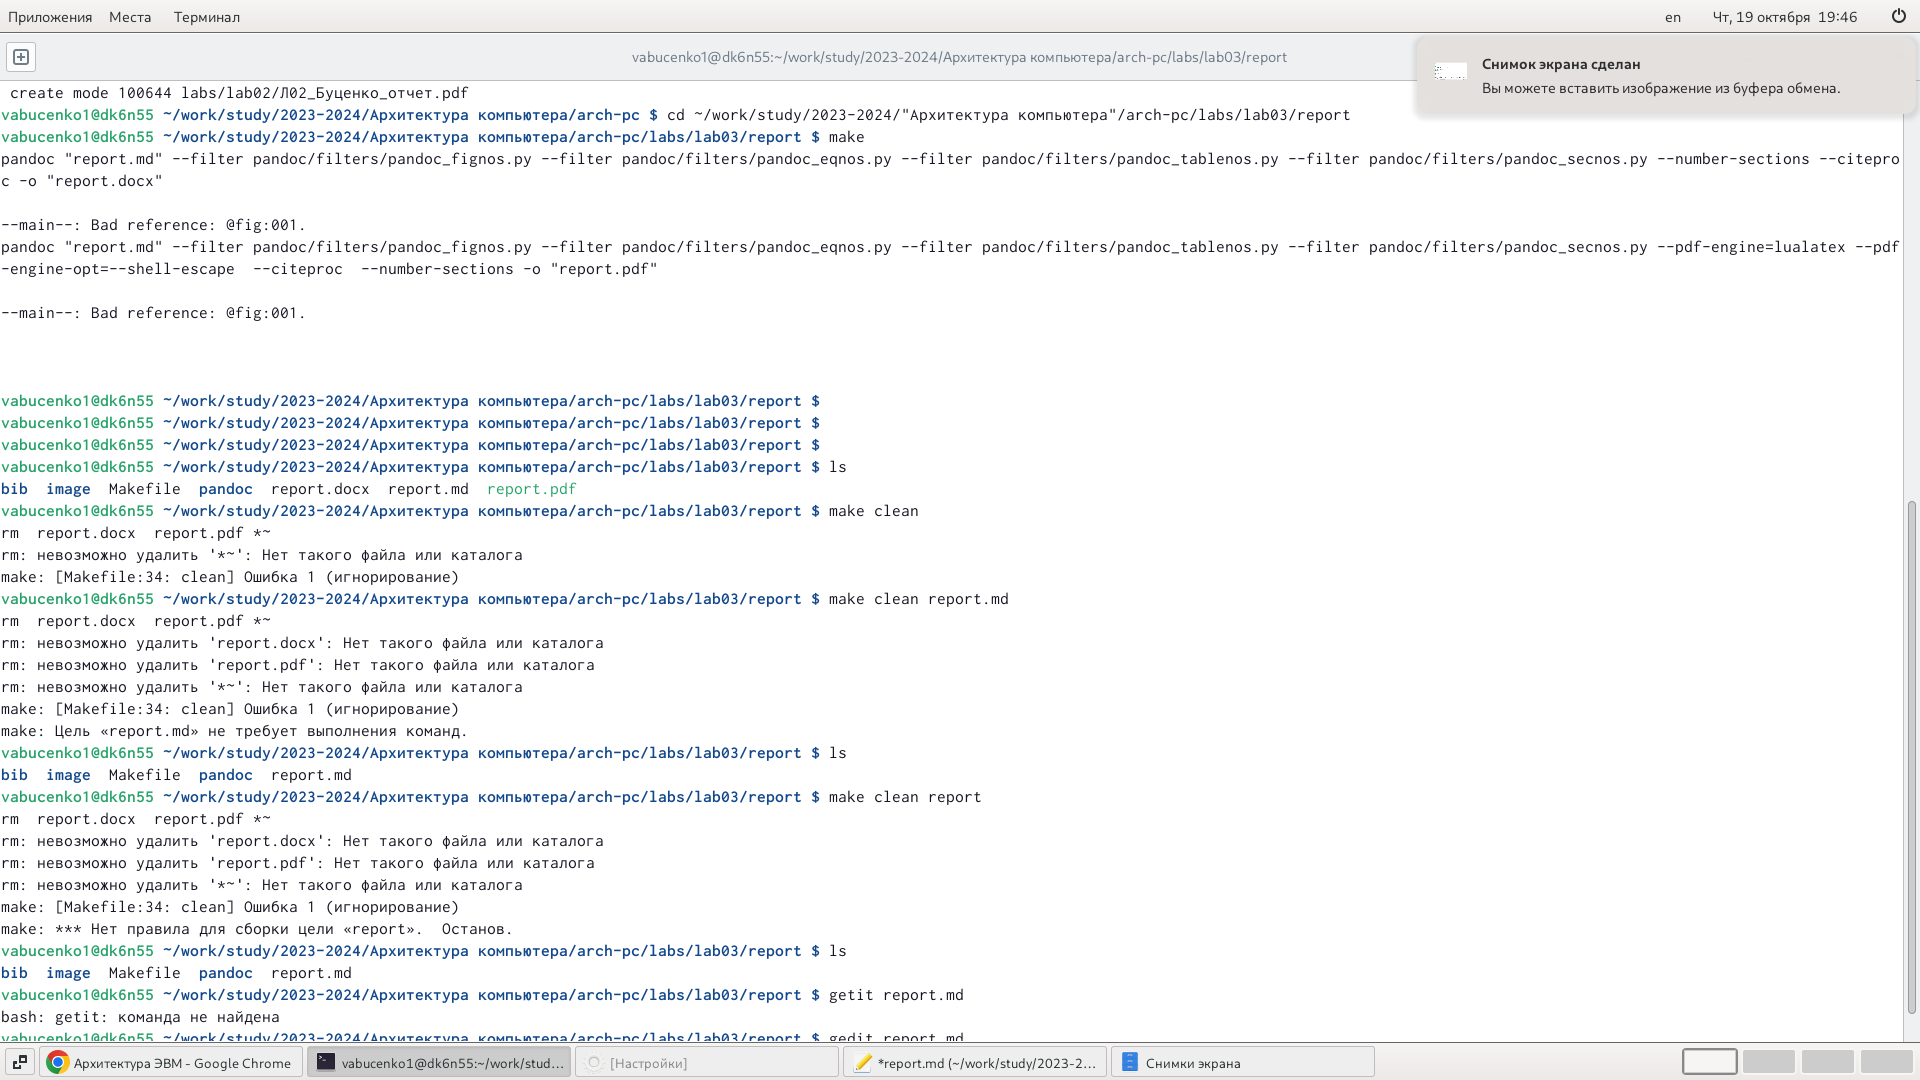 Приложения Места Терминал en Чт, 19 октября 19:46
vabucenko1@dk6n55:~/work/study/2023-2024/Архитектура компьютера/arch-pc/labs/lab03/report
Снимок экрана сделан
Вы можете вставить изображение из буфера обмена.
create mode 100644 labs/lab02/Л02_Буценко_отчет.pdf
vabucenko1@dk6n55 ~/work/study/2023-2024/Архитектура компьютера/arch-pc $ cd ~/work/study/2023-2024/"Архитектура компьютера"/arch-pc/labs/lab03/report
vabucenko1@dk6n55 ~/work/study/2023-2024/Архитектура компьютера/arch-pc/labs/lab03/report $ make
pandoc "report.md" --filter pandoc/filters/pandoc_fignos.py --filter pandoc/filters/pandoc_eqnos.py --filter pandoc/filters/pandoc_tablenos.py --filter pandoc/filters/pandoc_secnos.py --number-sections --citepro
c -o "report.docx"
--main--: Bad reference: @fig:001.
pandoc "report.md" --filter pandoc/filters/pandoc_fignos.py --filter pandoc/filters/pandoc_eqnos.py --filter pandoc/filters/pandoc_tablenos.py --filter pandoc/filters/pandoc_secnos.py --pdf-engine=lualatex --pdf
-engine-opt=--shell-escape  --citeproc  --number-sections -o "report.pdf"
--main--: Bad reference: @fig:001.
vabucenko1@dk6n55 ~/work/study/2023-2024/Архитектура компьютера/arch-pc/labs/lab03/report $
vabucenko1@dk6n55 ~/work/study/2023-2024/Архитектура компьютера/arch-pc/labs/lab03/report $
vabucenko1@dk6n55 ~/work/study/2023-2024/Архитектура компьютера/arch-pc/labs/lab03/report $
vabucenko1@dk6n55 ~/work/study/2023-2024/Архитектура компьютера/arch-pc/labs/lab03/report $ ls
bib  image  Makefile  pandoc  report.docx  report.md  report.pdf
vabucenko1@dk6n55 ~/work/study/2023-2024/Архитектура компьютера/arch-pc/labs/lab03/report $ make clean
rm  report.docx  report.pdf *~
rm: невозможно удалить '*~': Нет такого файла или каталога
make: [Makefile:34: clean] Ошибка 1 (игнорирование)
vabucenko1@dk6n55 ~/work/study/2023-2024/Архитектура компьютера/arch-pc/labs/lab03/report $ make clean report.md
rm  report.docx  report.pdf *~
rm: невозможно удалить 'report.docx': Нет такого файла или каталога
rm: невозможно удалить 'report.pdf': Нет такого файла или каталога
rm: невозможно удалить '*~': Нет такого файла или каталога
make: [Makefile:34: clean] Ошибка 1 (игнорирование)
make: Цель «report.md» не требует выполнения команд.
vabucenko1@dk6n55 ~/work/study/2023-2024/Архитектура компьютера/arch-pc/labs/lab03/report $ ls
bib  image  Makefile  pandoc  report.md
vabucenko1@dk6n55 ~/work/study/2023-2024/Архитектура компьютера/arch-pc/labs/lab03/report $ make clean report
rm  report.docx  report.pdf *~
rm: невозможно удалить 'report.docx': Нет такого файла или каталога
rm: невозможно удалить 'report.pdf': Нет такого файла или каталога
rm: невозможно удалить '*~': Нет такого файла или каталога
make: [Makefile:34: clean] Ошибка 1 (игнорирование)
make: *** Нет правила для сборки цели «report».  Останов.
vabucenko1@dk6n55 ~/work/study/2023-2024/Архитектура компьютера/arch-pc/labs/lab03/report $ ls
bib  image  Makefile  pandoc  report.md
vabucenko1@dk6n55 ~/work/study/2023-2024/Архитектура компьютера/arch-pc/labs/lab03/report $ getit report.md
bash: getit: команда не найдена
vabucenko1@dk6n55 ~/work/study/2023-2024/Архитектура компьютера/arch-pc/labs/lab03/report $ gedit report.md
Архитектура ЭВМ - Google Chrome vabucenko1@dk6n55:~/work/stud… [Настройки] *report.md (~/work/study/2023-2… Снимки экрана